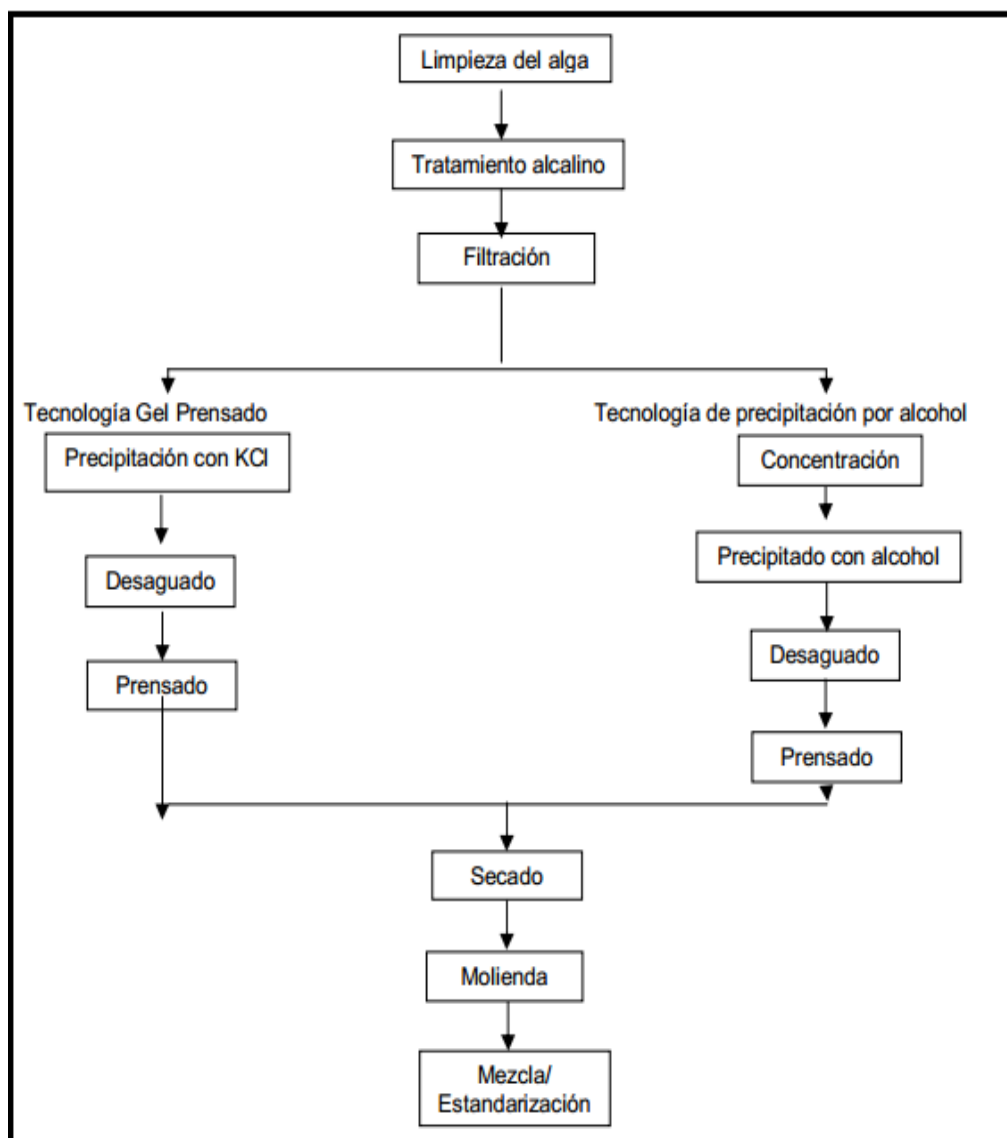 Limpieza del alga
Tratamiento alcalino
Filtración
Tecnología Gel Prensado
Precipitación con KCl
Desaguado
Prensado
Tecnología de precipitación por alcohol
Concentración
Precipitado con alcohol
Desaguado
Prensado
Secado
Molienda
Mezcla/
Estandarización